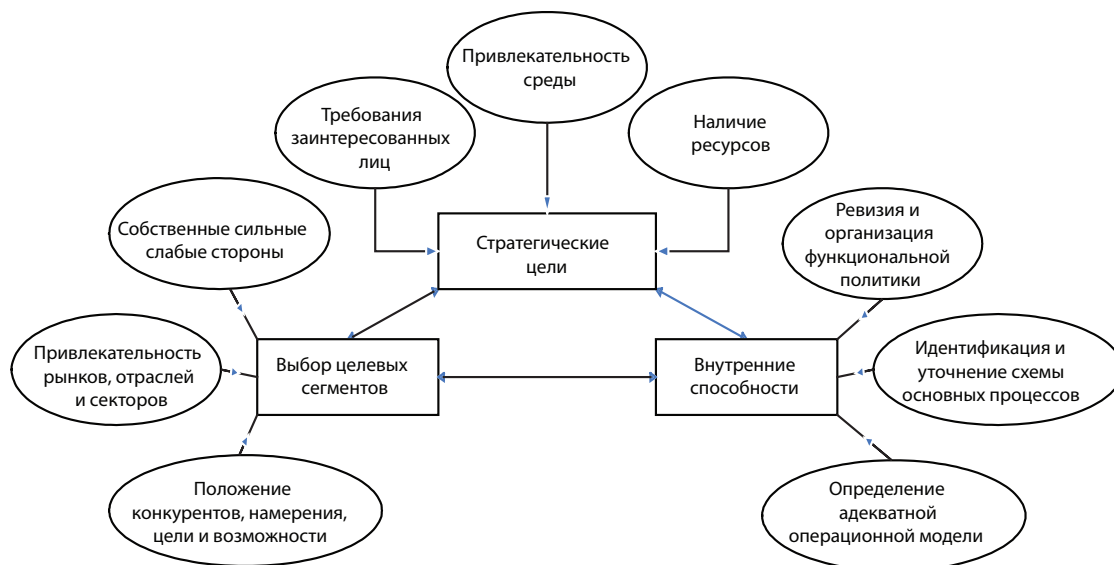 Привлекательность
среды
Требования
заинтересованных
лиц
Наличие
ресурсов
Собственные сильные
слабые стороны
Стратегические
цели
Ревизия и
организация
функциональной
политики
Привлекательность
рынков, отраслей
и секторов
Выбор целевых
сегментов
Внутренние
способности
Идентификация и
уточнение схемы
основных процессов
Положение
конкурентов, намерения,
цели и возможности
Определение
адекватной
операционной модели